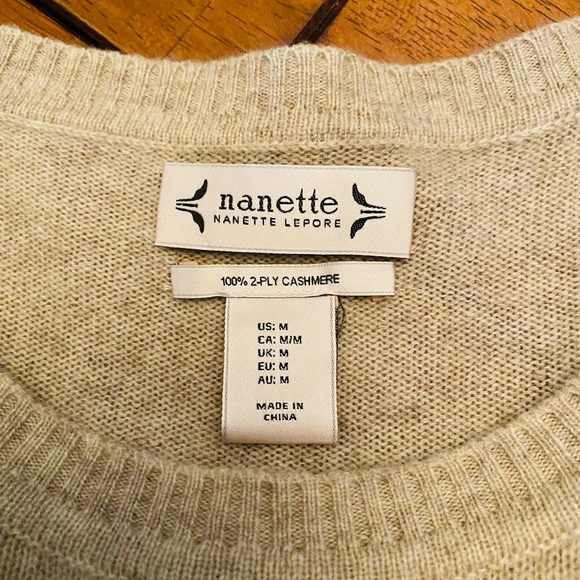 nanette
NANETTE LEPORE
100% 2-PLY CASHMERE
US: M
CA: M/M
UK: M
EU: M
AU: M
MADE IN
CHINA